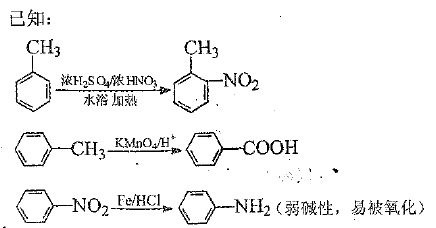 已知：
CH₃ 浓H₂SO₄/浓HNO₃ 水浴加热 CH₃ NO₂
CH₃ KMnO₄/H⁺ COOH
NO₂ Fe/HCl NH₂（弱碱性，易被氧化）